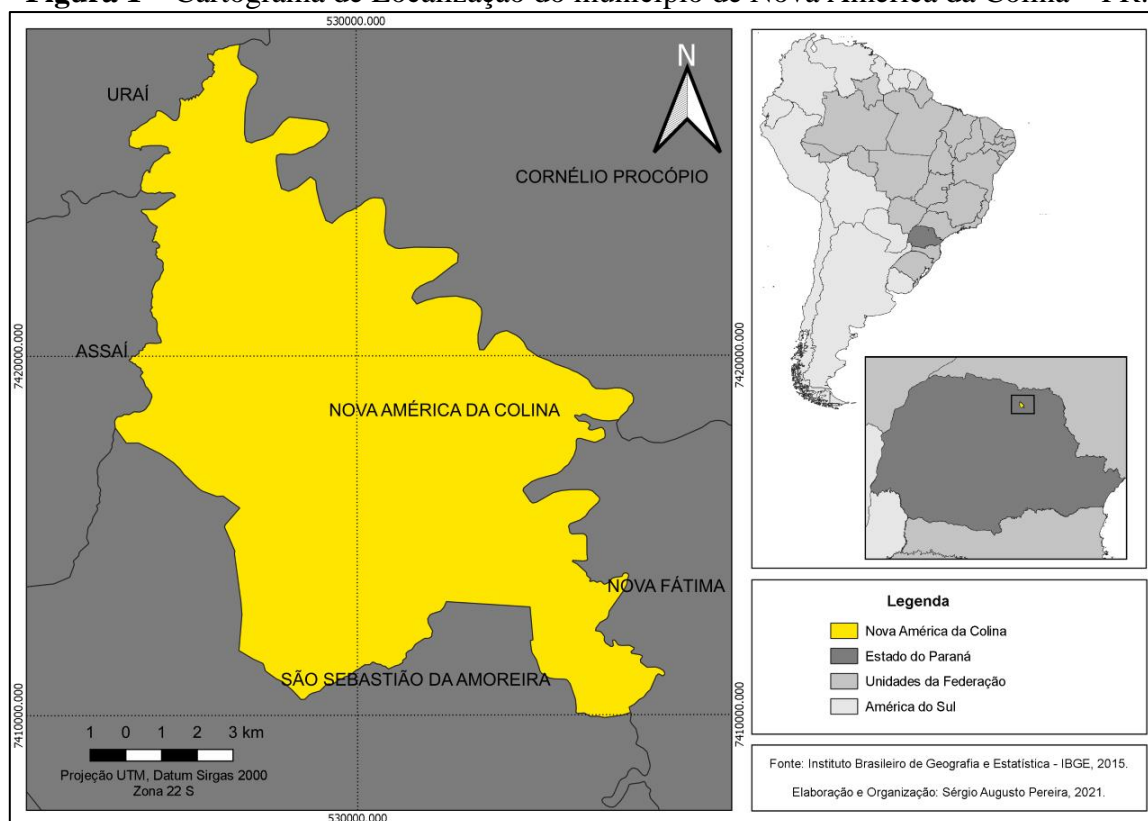 Figura 1 – Cartograma de Localização do município de Nova América da Colina – PR.
530000.000
N
URAÍ
CORNÉLIO PROCÓPIO
7420000.000
7420000.000
ASSAÍ
NOVA AMÉRICA DA COLINA
NOVA FÁTIMA
SÃO SEBASTIÃO DA AMOREIRA
7410000.000
7410000.000
1 0 1 2 3 km
Projeção UTM, Datum Sirgas 2000
Zona 22 S
530000.000
Legenda
Nova América da Colina
Estado do Paraná
Unidades da Federação
América do Sul
Fonte: Instituto Brasileiro de Geografia e Estatística - IBGE, 2015.
Elaboração e Organização: Sérgio Augusto Pereira, 2021.